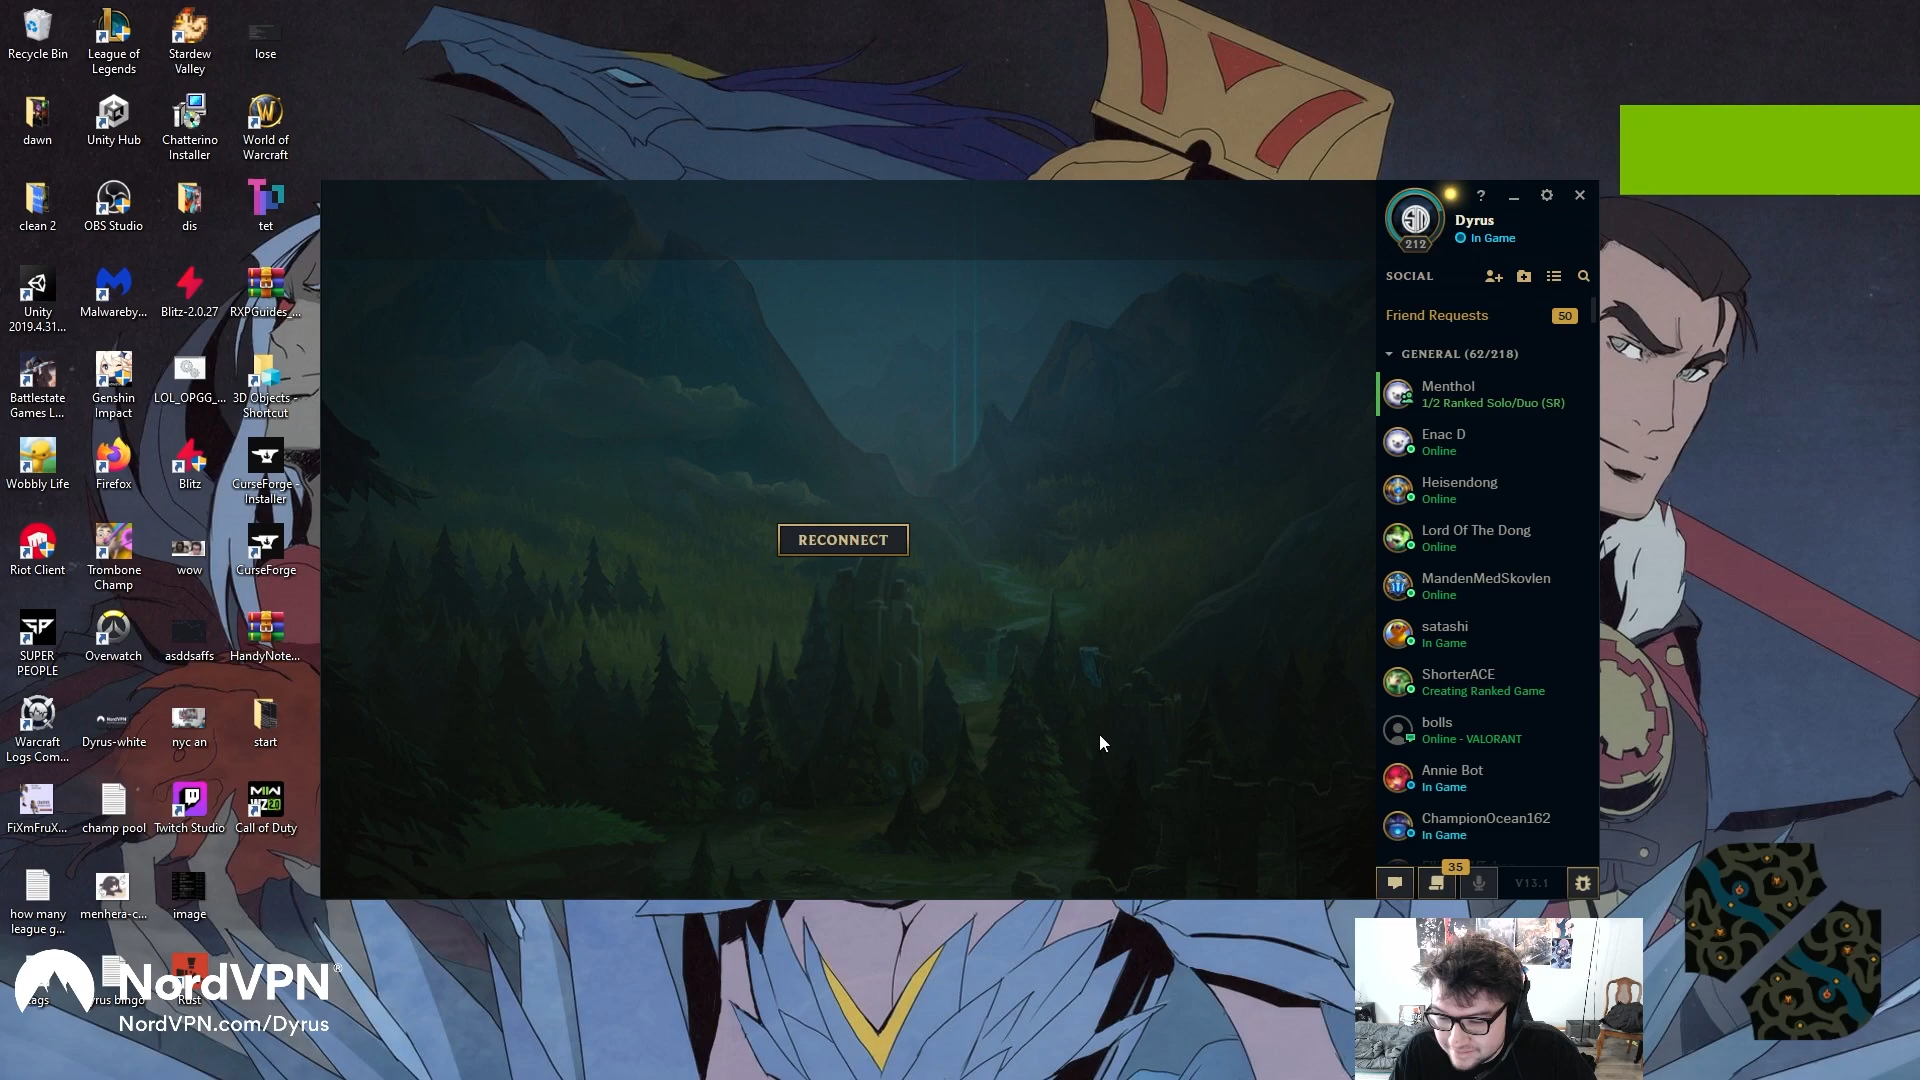 Recycle Bin
League of
Legends
Stardew
Valley
lose
dawn
Unity Hub
Chatterino
Installer
World of
Warcraft
clean 2
OBS Studio
dis
tet
Unity
2019.4.31...
Malwareby...
Blitz-2.0.27
RXPGuides_...
Battlestate
Games L...
Genshin
Impact
LOL_OPGG_...
3D Objects -
Shortcut
Wobbly Life
Firefox
Blitz
CurseForge -
Installer
Riot Client
Trombone
Champ
wow
CurseForge
SUPER
PEOPLE
Overwatch
asddsaffs
HandyNote...
Warcraft
Logs Com...
Dyrus-white
nyc an
start
FiXmFruX...
champ pool
Twitch Studio
Call of Duty
how many
league g...
menhera-c...
image
NordVPN®
NordVPN.com/Dyrus
RECONNECT
?
212
Dyrus
In Game
SOCIAL
Friend Requests
50
GENERAL (62/218)
Menthol
1/2 Ranked Solo/Duo (SR)
Enac D
Online
Heisendong
Online
Lord Of The Dong
Online
MandenMedSkovlen
Online
satashi
In Game
ShorterACE
Creating Ranked Game
bolls
Online - VALORANT
Annie Bot
In Game
ChampionOcean162
In Game
35
V13.1